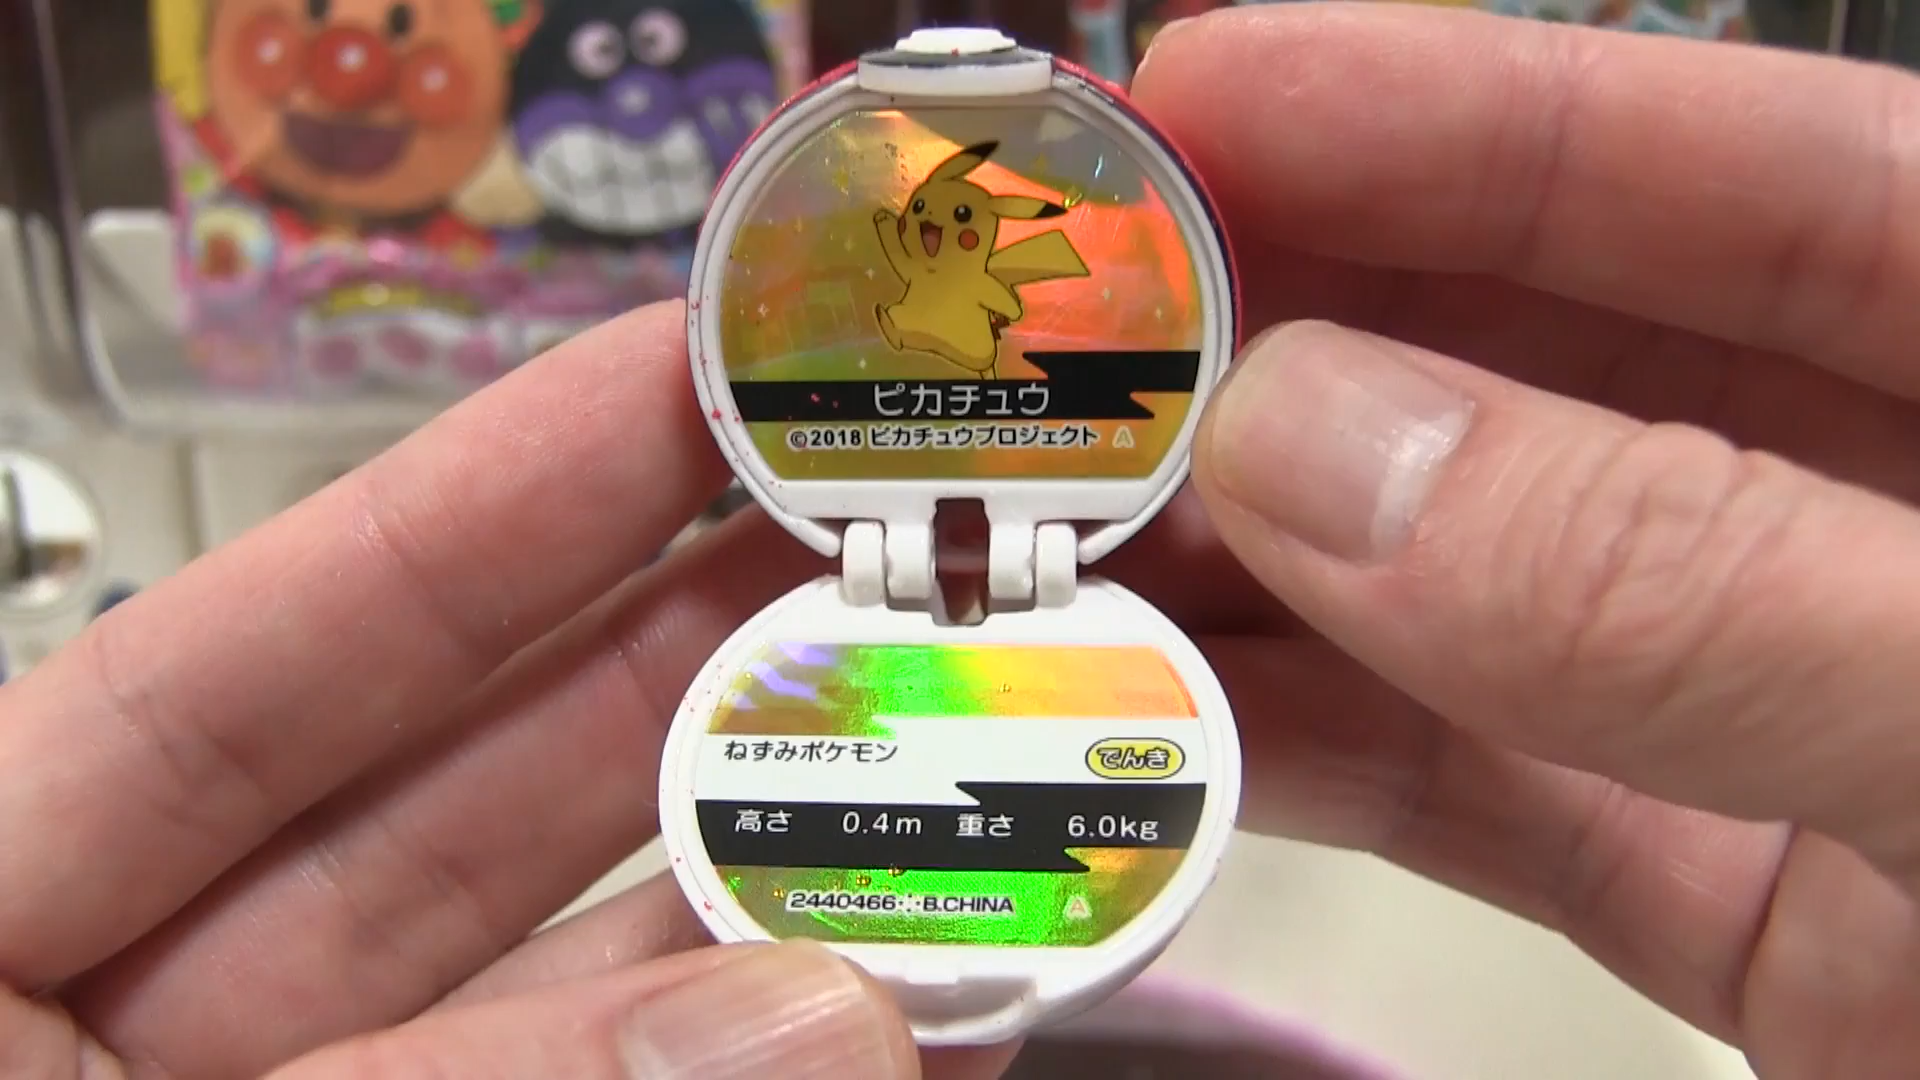 ピカチュウ
©2018 ピカチュウプロジェクト A
ねずみポケモン でんき
高さ 0.4m 重さ 6.0kg
2440466 B.CHINA A